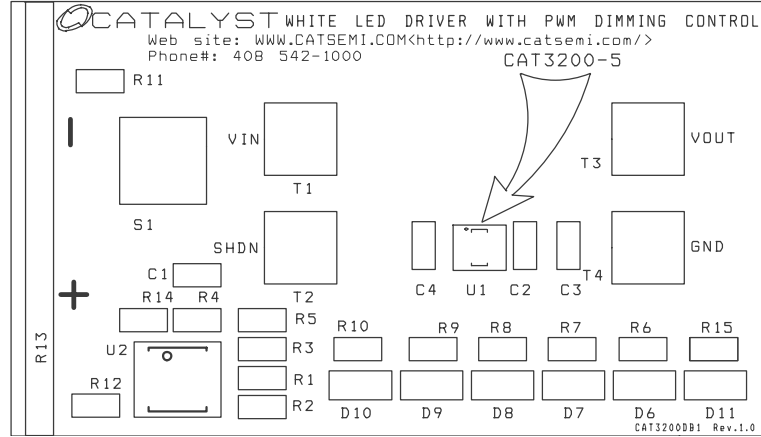 CATALYST WHITE LED DRIVER WITH PWM DIMMING CONTROL
Web site: WWW.CATSEMI.COM<http://www.catsemi.com/>
Phone#: 408 542-1000
CAT3200-5
R11
VIN
VOUT
T3
T1
S1
SHDN
GND
C1
T4
C4 U1 C2 C3
R14 R4 T2
R5
R13
U2
R10 R9 R8 R7 R6 R15
R3
R12
R1
R2
D10 D9 D8 D7 D6 D11
CAT3200DB1 Rev.1.0